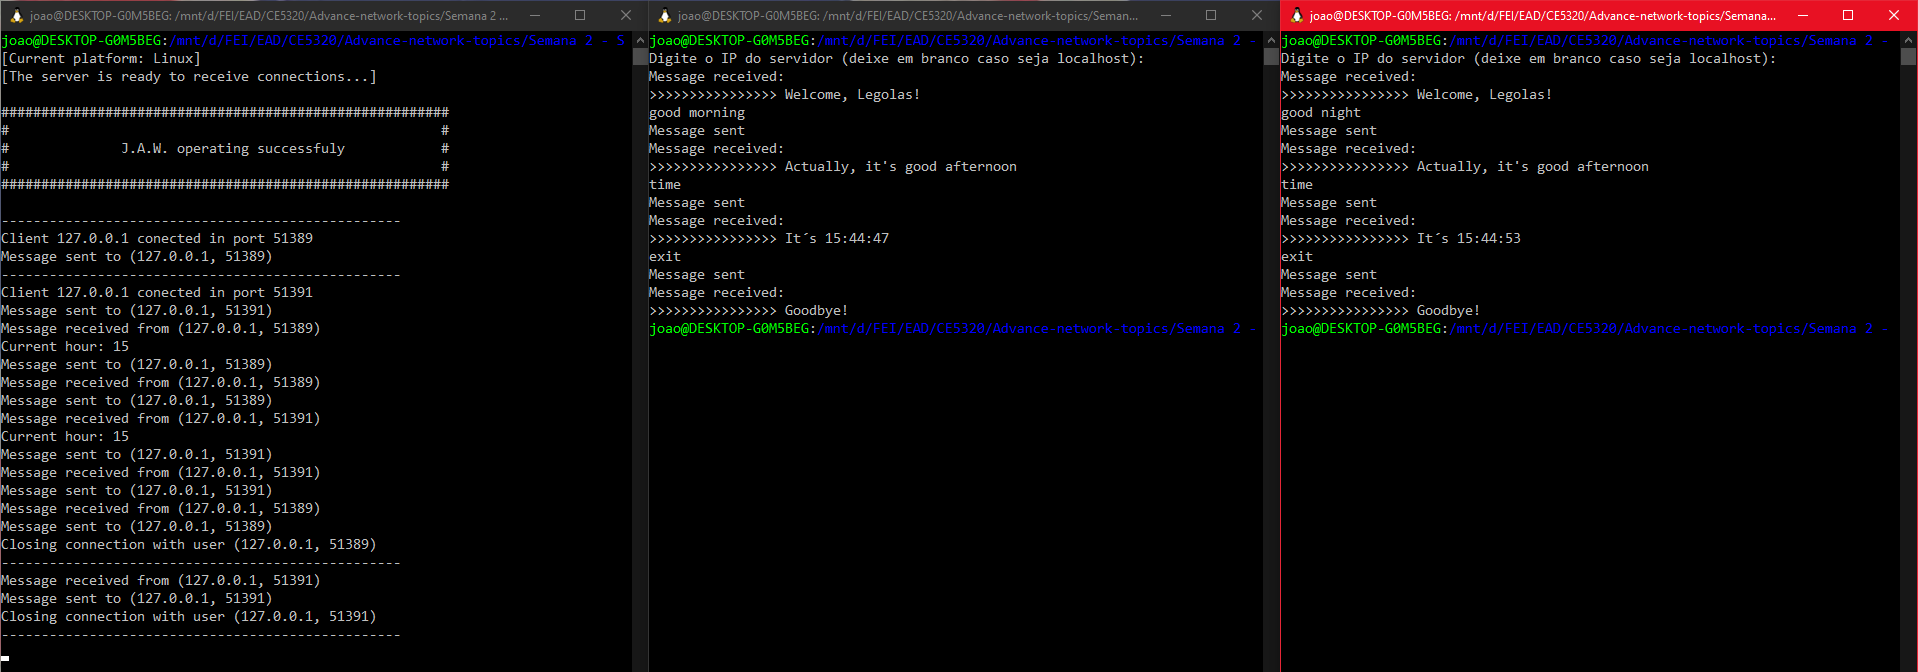 joao@DESKTOP-G0M5BEG: /mnt/d/FEI/EAD/CE5320/Advance-network-topics/Semana 2 ...
joao@DESKTOP-G0M5BEG:/mnt/d/FEI/EAD/CE5320/Advance-network-topics/Semana 2 - S
[Current platform: Linux]
[The server is ready to receive connections...]
########################################################
#                                                      #
#              J.A.W. operating successfuly            #
#                                                      #
########################################################
--------------------------------------------------
Client 127.0.0.1 conected in port 51389
Message sent to (127.0.0.1, 51389)
--------------------------------------------------
Client 127.0.0.1 conected in port 51391
Message sent to (127.0.0.1, 51391)
Message received from (127.0.0.1, 51389)
Current hour: 15
Message sent to (127.0.0.1, 51389)
Message received from (127.0.0.1, 51389)
Message sent to (127.0.0.1, 51389)
Message received from (127.0.0.1, 51391)
Current hour: 15
Message sent to (127.0.0.1, 51391)
Message received from (127.0.0.1, 51391)
Message sent to (127.0.0.1, 51391)
Message received from (127.0.0.1, 51389)
Message sent to (127.0.0.1, 51389)
Closing connection with user (127.0.0.1, 51389)
--------------------------------------------------
Message received from (127.0.0.1, 51391)
Message sent to (127.0.0.1, 51391)
Closing connection with user (127.0.0.1, 51391)
--------------------------------------------------
joao@DESKTOP-G0M5BEG: /mnt/d/FEI/EAD/CE5320/Advance-network-topics/Seman...
joao@DESKTOP-G0M5BEG:/mnt/d/FEI/EAD/CE5320/Advance-network-topics/Semana 2 -
Digite o IP do servidor (deixe em branco caso seja localhost):
Message received:
>>>>>>>>>>>>>>>> Welcome, Legolas!
good morning
Message sent
Message received:
>>>>>>>>>>>>>>>> Actually, it's good afternoon
time
Message sent
Message received:
>>>>>>>>>>>>>>>> It´s 15:44:47
exit
Message sent
Message received:
>>>>>>>>>>>>>>>> Goodbye!
joao@DESKTOP-G0M5BEG:/mnt/d/FEI/EAD/CE5320/Advance-network-topics/Semana 2 -
joao@DESKTOP-G0M5BEG: /mnt/d/FEI/EAD/CE5320/Advance-network-topics/Semana...
joao@DESKTOP-G0M5BEG:/mnt/d/FEI/EAD/CE5320/Advance-network-topics/Semana 2 -
Digite o IP do servidor (deixe em branco caso seja localhost):
Message received:
>>>>>>>>>>>>>>>> Welcome, Legolas!
good night
Message sent
Message received:
>>>>>>>>>>>>>>>> Actually, it's good afternoon
time
Message sent
Message received:
>>>>>>>>>>>>>>>> It´s 15:44:53
exit
Message sent
Message received:
>>>>>>>>>>>>>>>> Goodbye!
joao@DESKTOP-G0M5BEG:/mnt/d/FEI/EAD/CE5320/Advance-network-topics/Semana 2 -